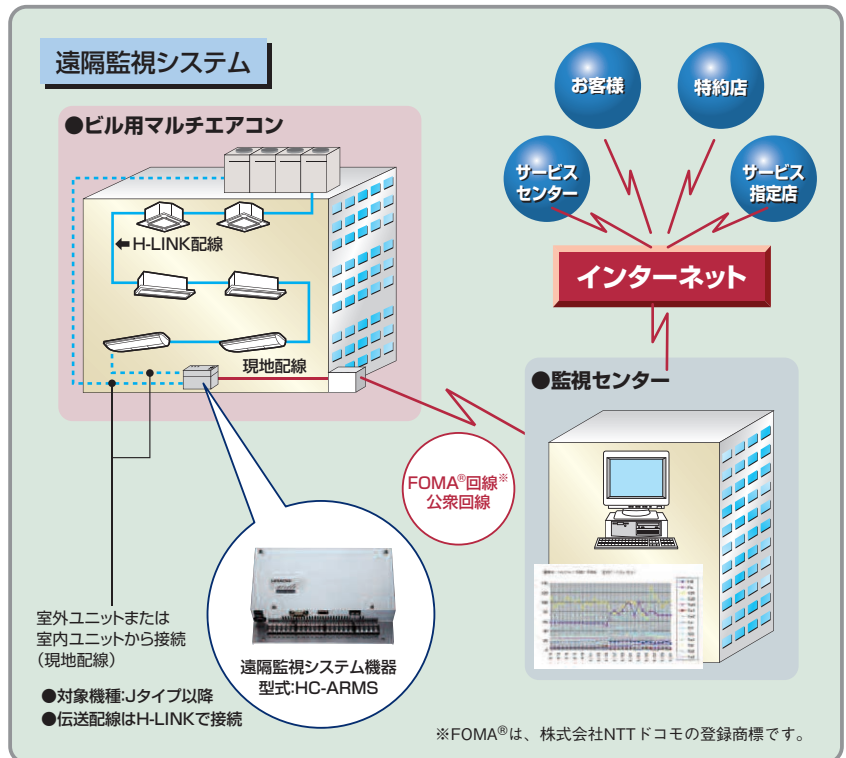 遠隔監視システム
●ビル用マルチエアコン
H-LINK配線
現地配線
お客様
特約店
サービス
センター
サービス
指定店
インターネット
●監視センター
FOMA®回線※
公衆回線
室外ユニットまたは
室内ユニットから接続
（現地配線）
遠隔監視システム機器
型式:HC-ARMS
●対象機種:Jタイプ以降
●伝送配線はH-LINKで接続
※FOMA®は、株式会社NTTドコモの登録商標です。